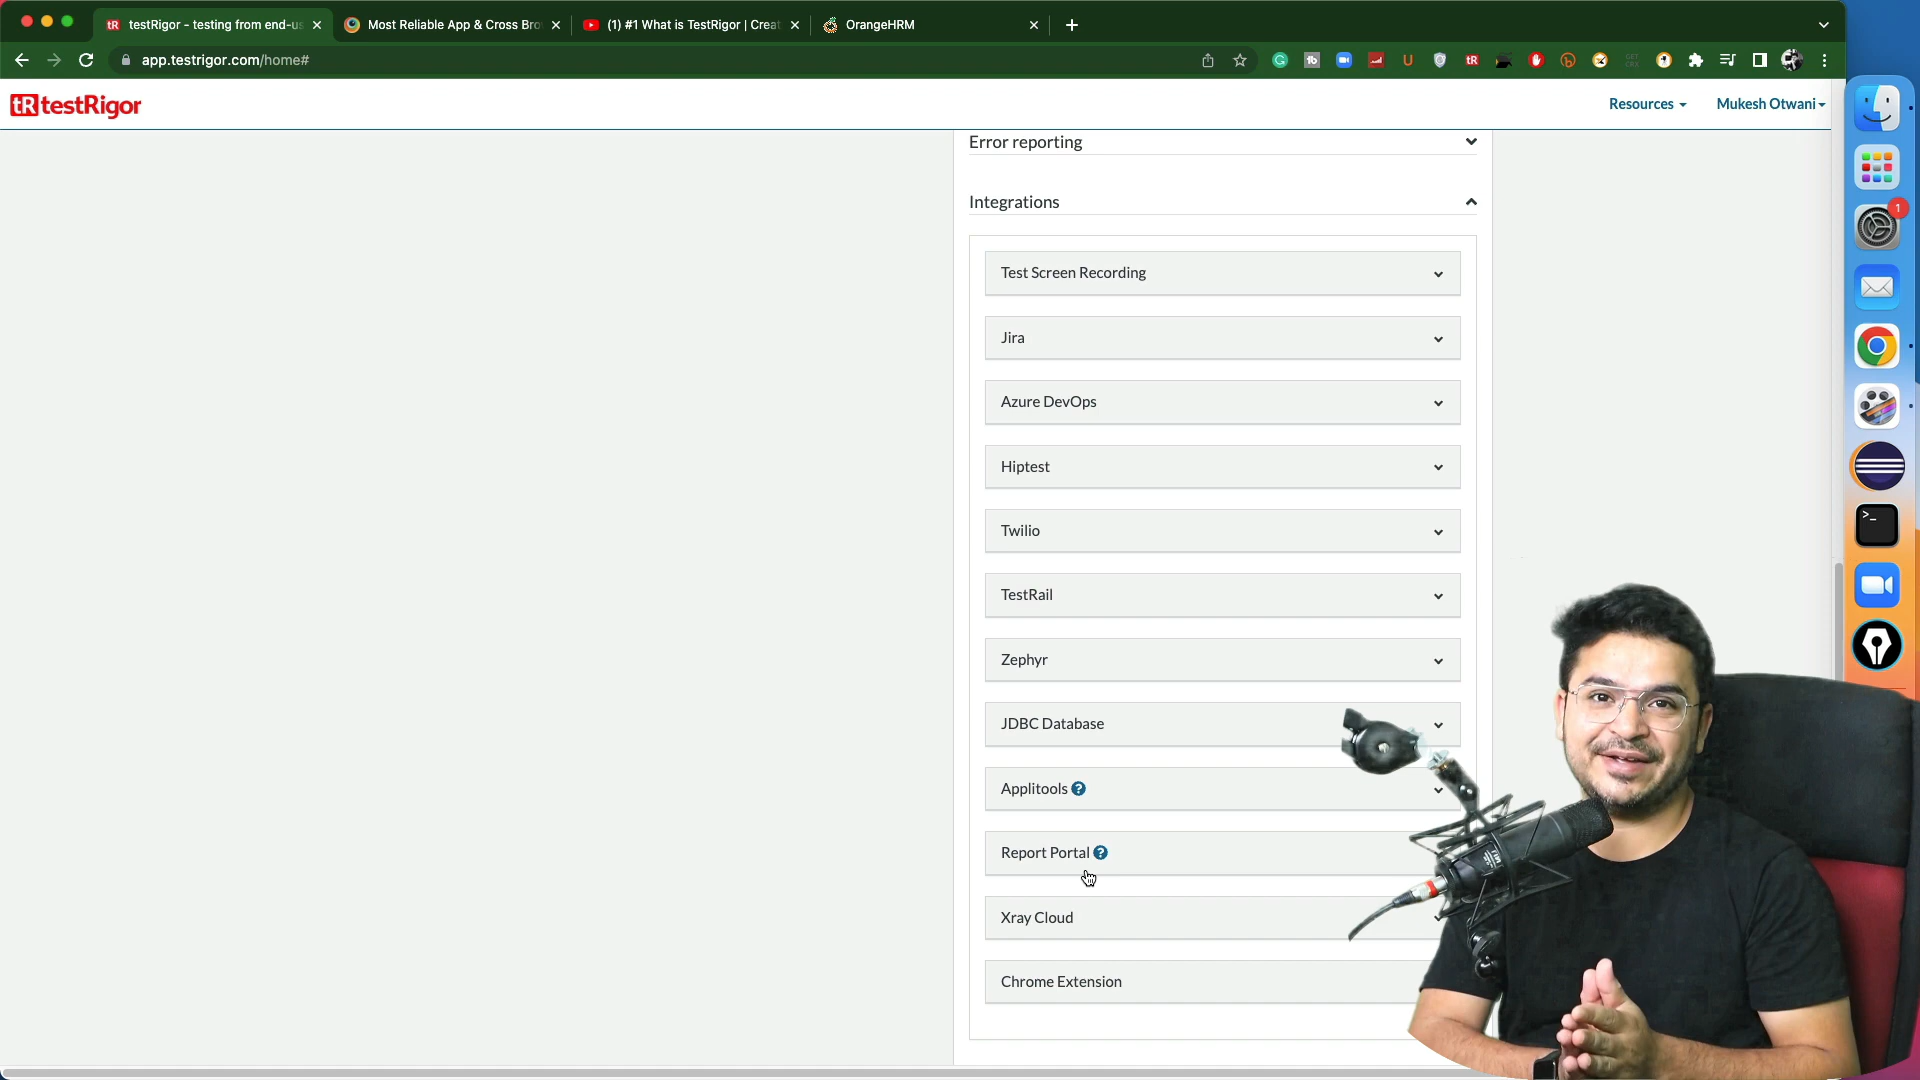 testRigor - testing from end-us
Most Reliable App & Cross Bro
(1) #1 What is TestRigor | Creat
OrangeHRM
app.testrigor.com/home#
tR testRigor
Resources
Mukesh Otwani
Error reporting
Integrations
Test Screen Recording
Jira
Azure DevOps
Hiptest
Twilio
TestRail
Zephyr
JDBC Database
Applitools ?
Report Portal ?
Xray Cloud
Chrome Extension
1